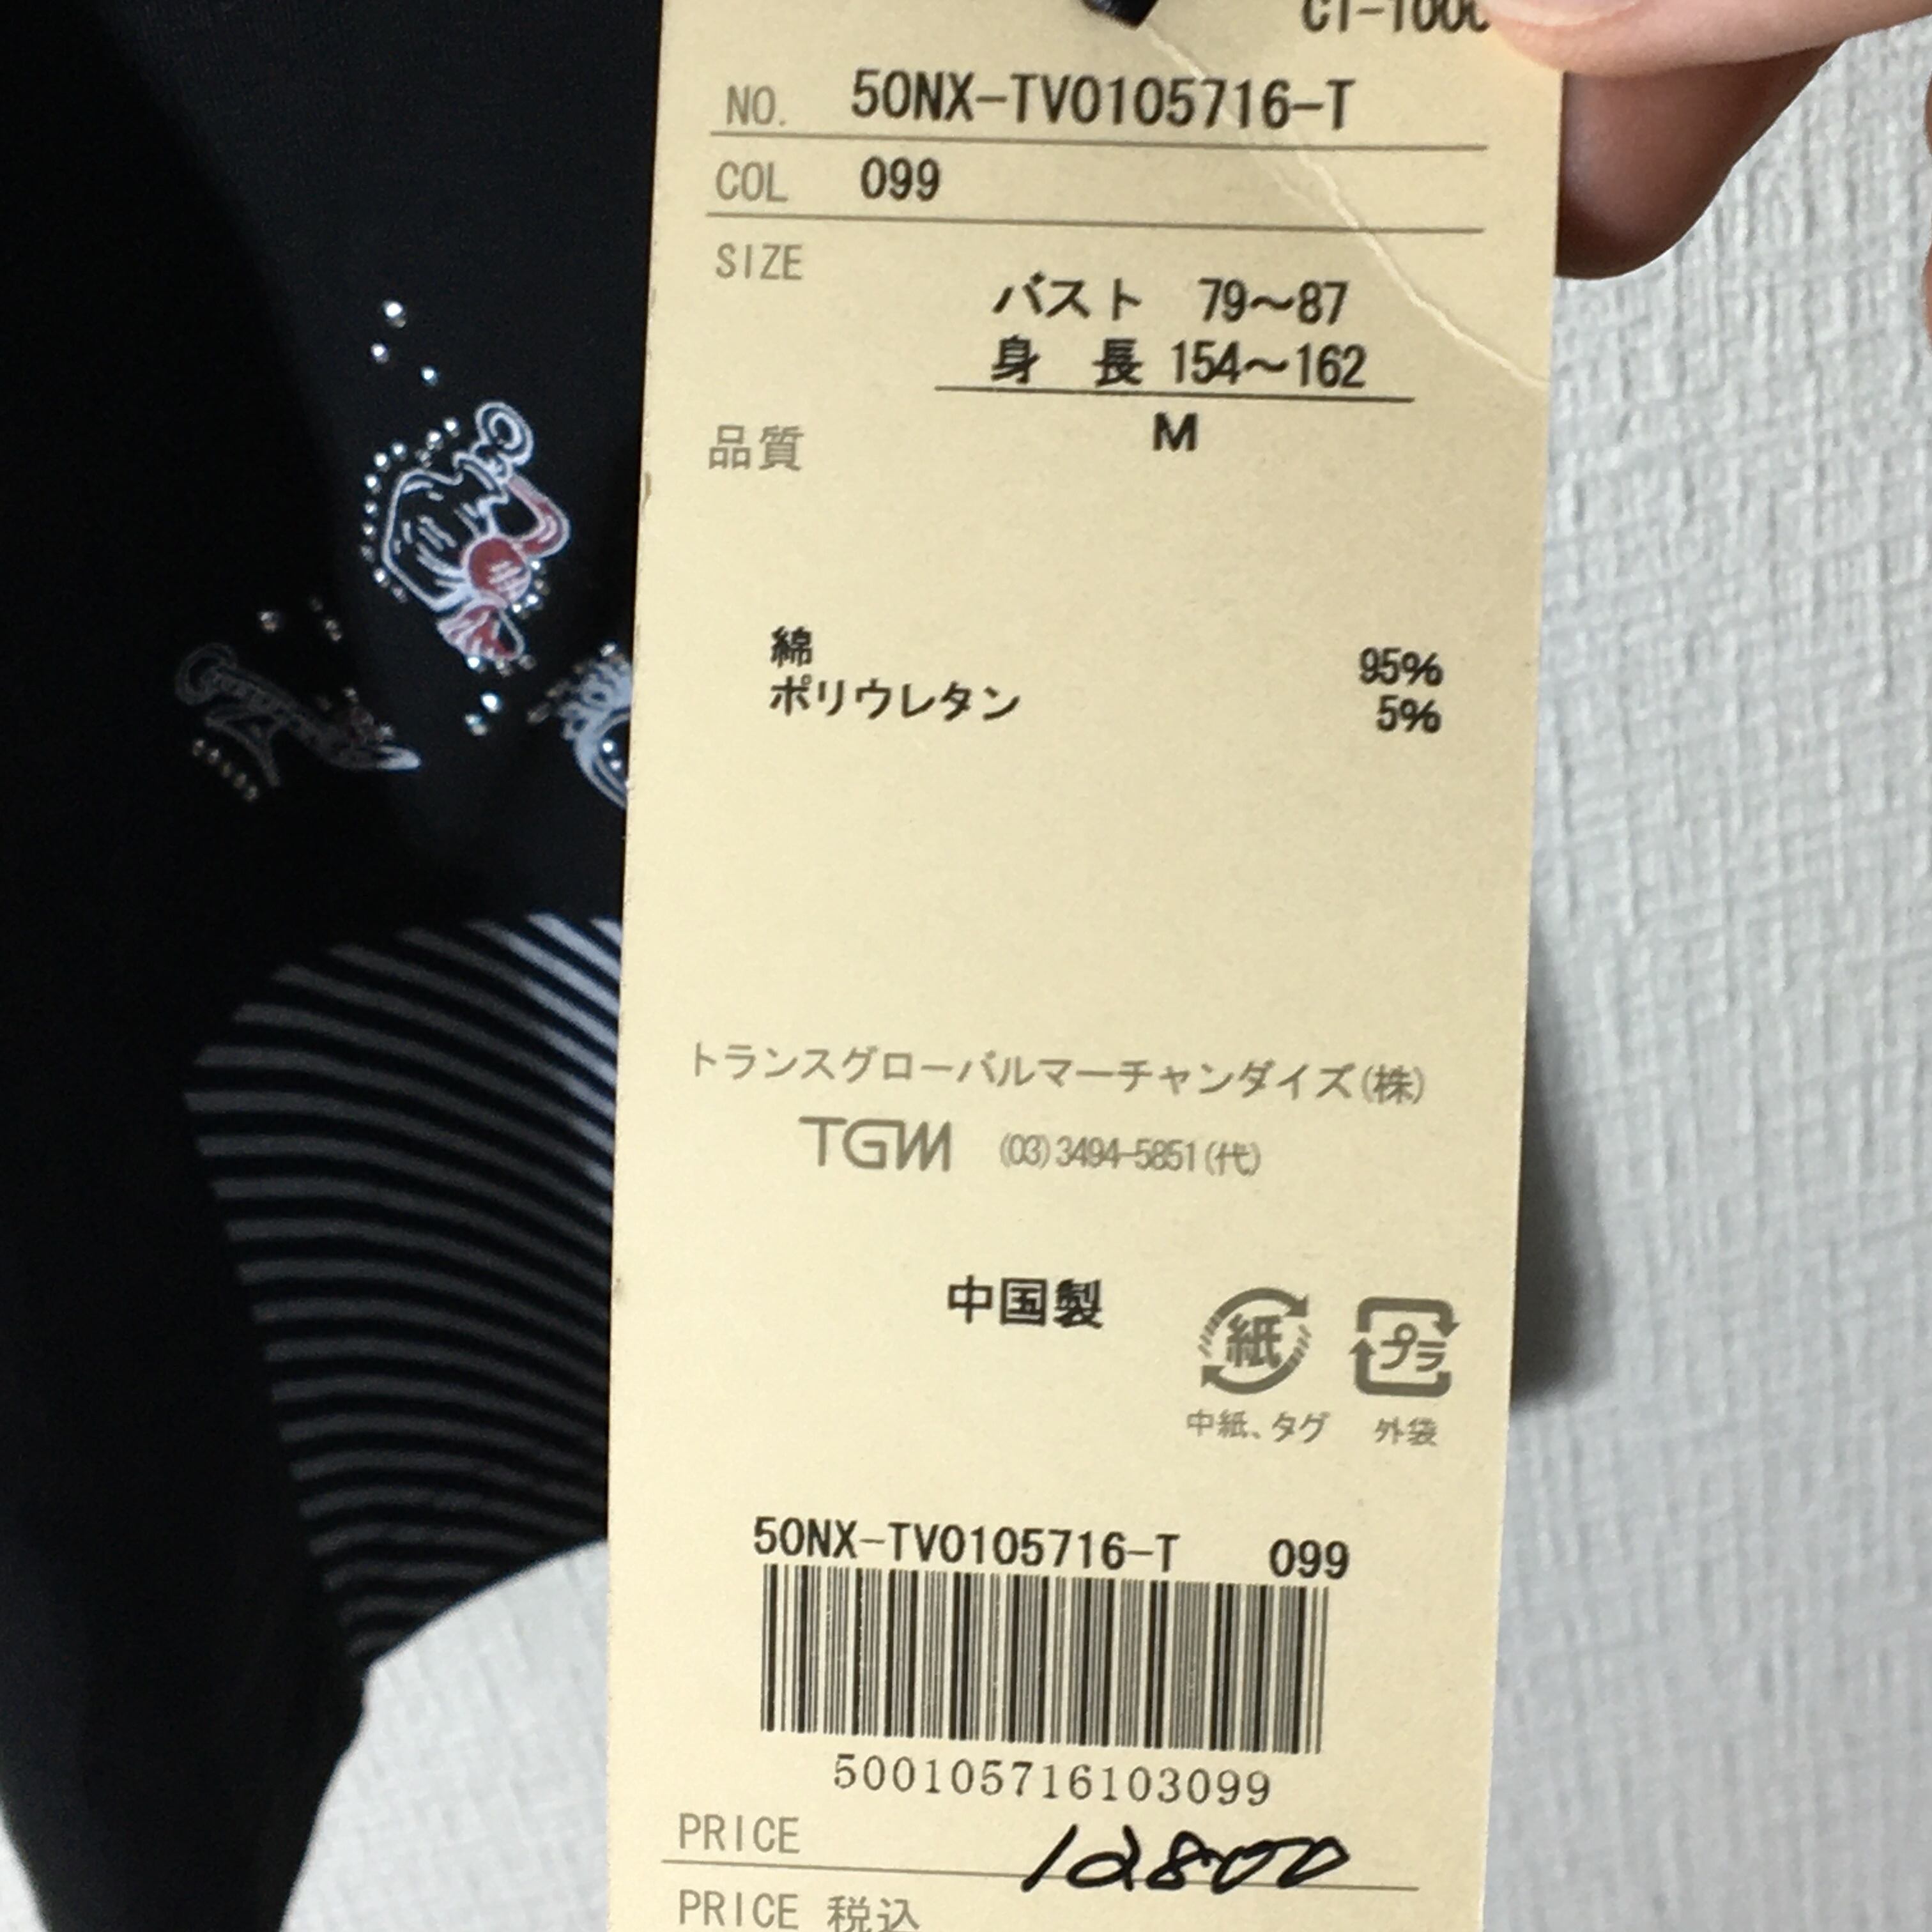 CT-100
NO. 50NX-TV0105716-T
COL 099
SIZE
バスト 79〜87
身 長 154〜162
M
品質
綿 95%
ポリウレタン 5%
トランスグローバルマーチャンダイズ(株)
TGM (03)3494-5851(代)
中国製
紙 プラ
中紙、タグ 外袋
50NX-TV0105716-T 099
500105716103099
PRICE 12800
PRICE 税込